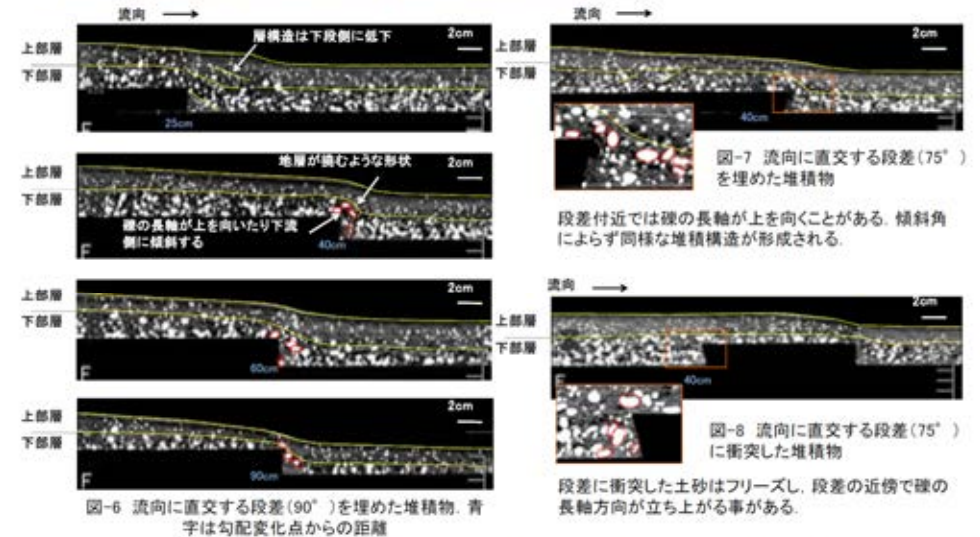 流向
2cm
上部層
下部層
層構造は下段側に低下
25cm
F
2cm
上部層
下部層
地層が撓むような形状
礫の長軸が上を向いたり下流
側に傾斜する
40cm
F
2cm
上部層
下部層
60cm
F
2cm
上部層
下部層
90cm
F
図-6 流向に直交する段差(90°)を埋めた堆積物. 青
字は勾配変化点からの距離
流向
2cm
上部層
下部層
40cm
図-7 流向に直交する段差(75°)
を埋めた堆積物
段差付近では礫の長軸が上を向くことがある. 傾斜角
によらず同様な堆積構造が形成される.
流向
2cm
上部層
下部層
40cm
F
図-8 流向に直交する段差(75°)
に衝突した堆積物
段差に衝突した土砂はフリーズし, 段差の近傍で礫の
長軸方向が立ち上がる事がある.